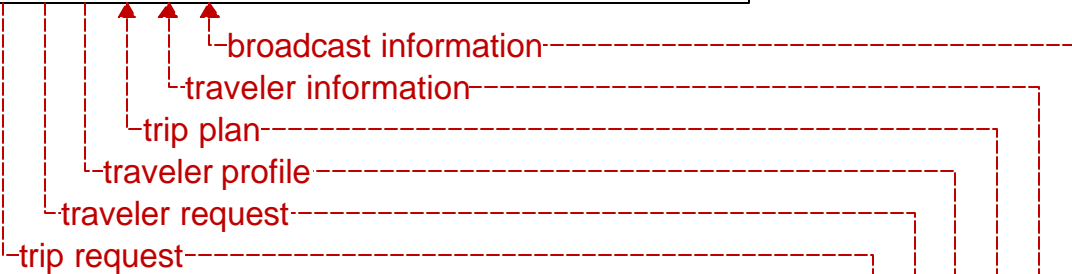 broadcast information
traveler information
trip plan
traveler profile
traveler request
trip request